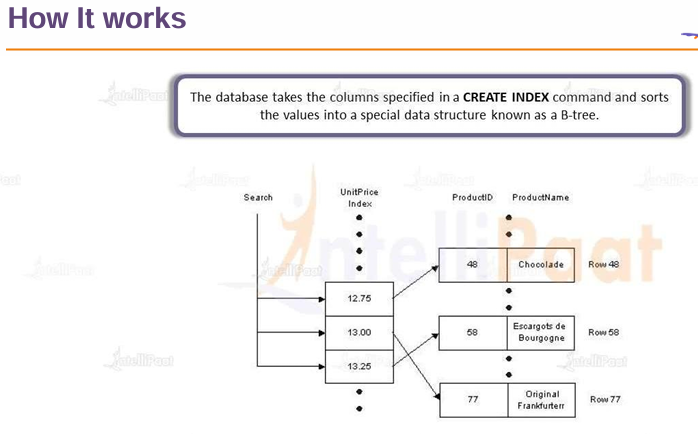 How It works
The database takes the columns specified in a CREATE INDEX command and sorts
the values into a special data structure known as a B-tree.
Search
UnitPrice
Index
ProductID ProductName
48 Chocolade Row 48
12.75
13.00
58 Escargots de
Bourgogne Row 58
13.25
77 Original
Frankfurterr Row 77
IntelliPaat